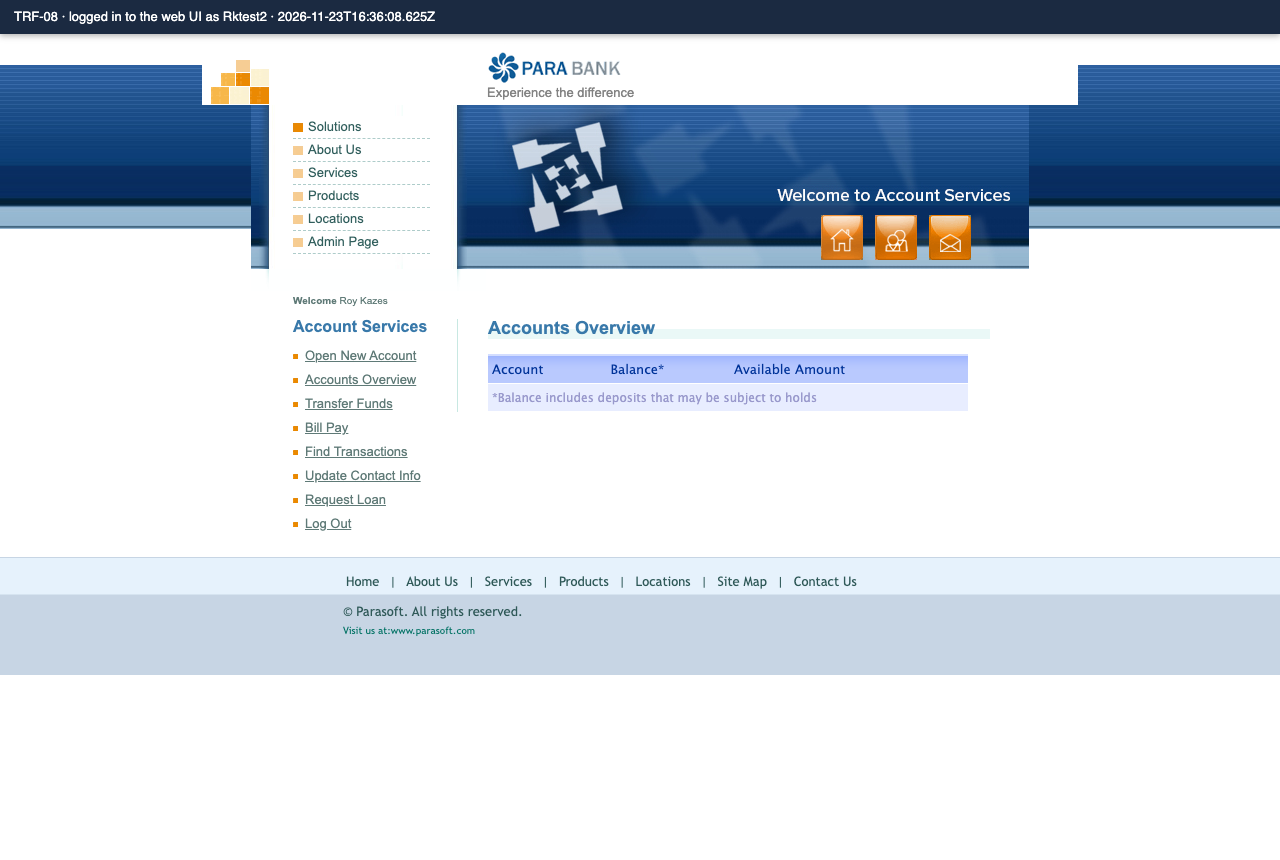 TRF-08 · logged in to the web UI as Rktest2 · 2026-11-23T16:36:08.625Z
PARA BANK
Experience the difference
Solutions
About Us
Services
Products
Locations
Admin Page
Welcome to Account Services
Welcome Roy Kazes
Account Services
Open New Account
Accounts Overview
Transfer Funds
Bill Pay
Find Transactions
Update Contact Info
Request Loan
Log Out
Accounts Overview
Account Balance* Available Amount
*Balance includes deposits that may be subject to holds
Home | About Us | Services | Products | Locations | Site Map | Contact Us
© Parasoft. All rights reserved.
Visit us at:www.parasoft.com